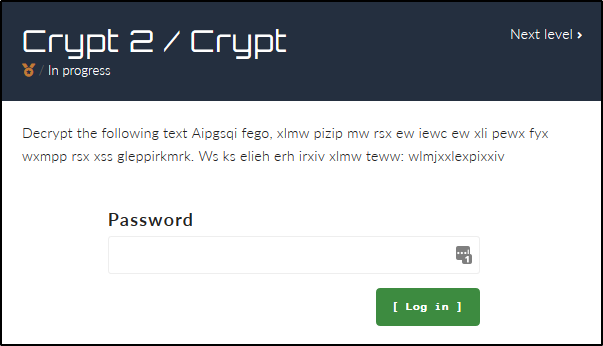 Crypt 2 / Crypt
Next level >
/ In progress
Decrypt the following text Aipgsqi fego, xlmw pizip mw rsx ew iewc ew xli pewx fyx
wxmpp rsx xss gleppirkmrk. Ws ks elieh erh irxiv xlmw teww: wlmjxxlexpixxiv
Password
1
[ Log in ]